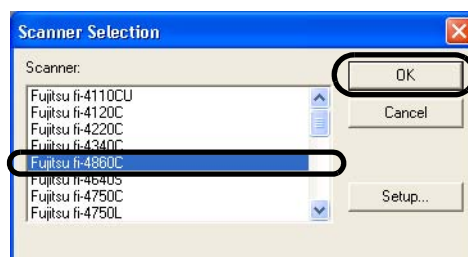 Scanner Selection
Scanner:
Fujitsu fi-4110CU
Fujitsu fi-4120C
Fujitsu fi-4220C
Fujitsu fi-4340C
Fujitsu fi-4860C
Fujitsu fi-4640S
Fujitsu fi-4750C
Fujitsu fi-4750L
OK
Cancel
Setup...